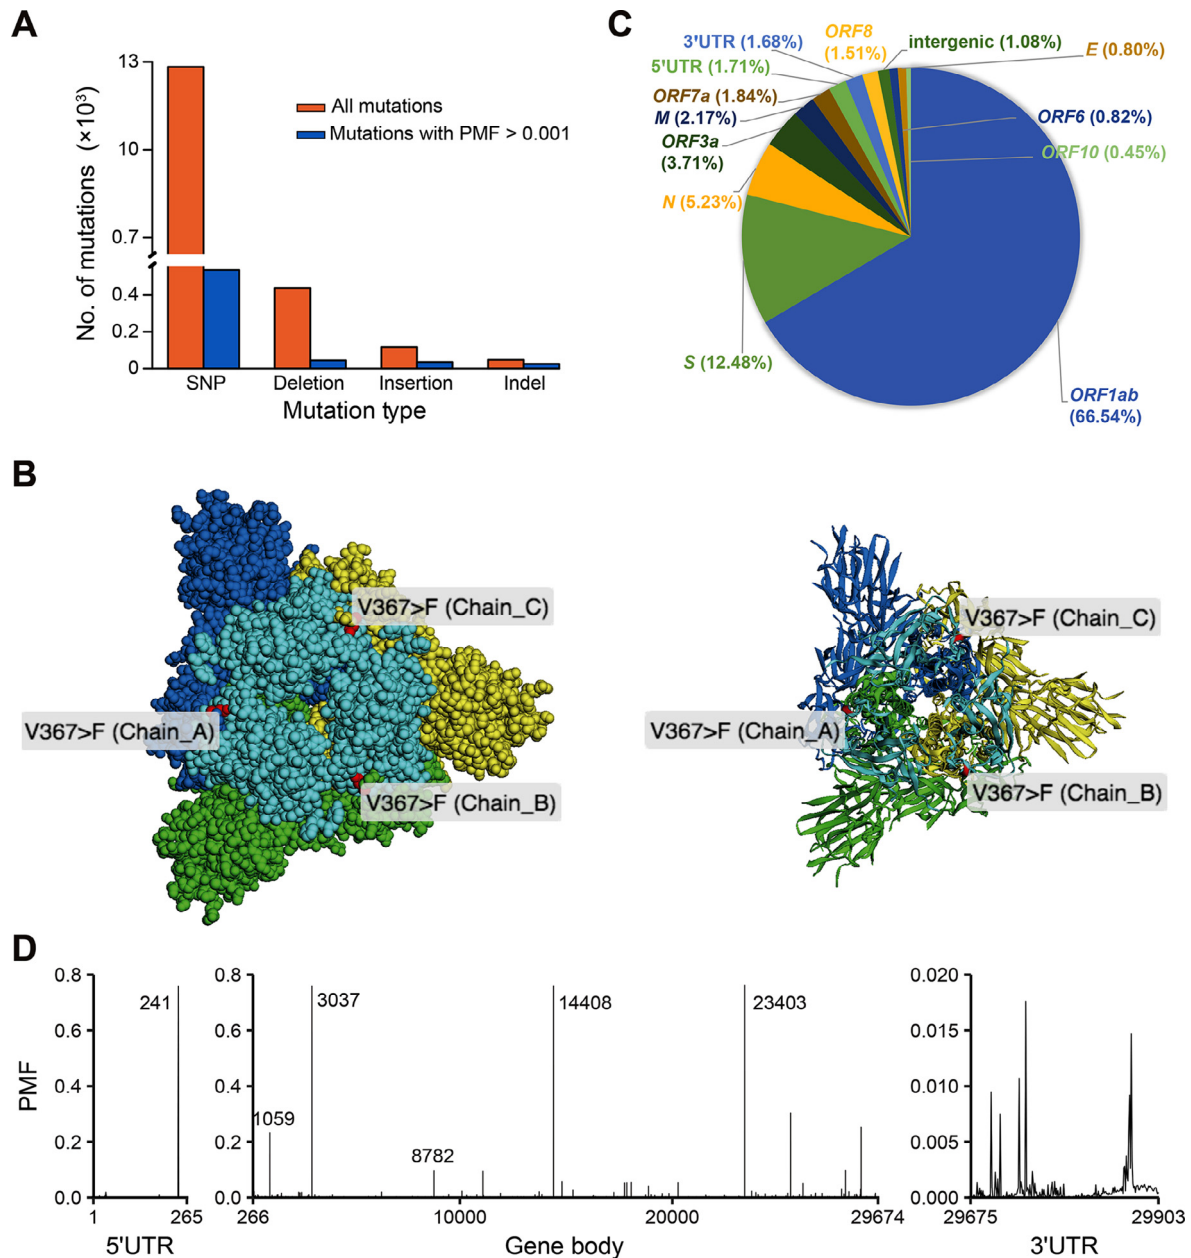 A
No. of mutations (×10³)
13
10
0.7
0.4
0.2
0
All mutations
Mutations with PMF > 0.001
SNP
Deletion
Insertion
Indel
Mutation type
C
3'UTR (1.68%)
ORF8
(1.51%)
intergenic (1.08%)
E (0.80%)
5'UTR (1.71%)
ORF7a (1.84%)
M (2.17%)
ORF3a
(3.71%)
ORF6 (0.82%)
ORF10 (0.45%)
N (5.23%)
S (12.48%)
ORF1ab
(66.54%)
B
V367>F (Chain_C)
V367>F (Chain_A)
V367>F (Chain_B)
V367>F (Chain_C)
V367>F (Chain_A)
V367>F (Chain_B)
D
PMF
0.8
0.6
0.4
0.2
0.0
241
1
265
5'UTR
0.8
0.6
0.4
0.2
0.0
1059
3037
8782
14408
23403
266
10000
20000
29674
Gene body
0.020
0.015
0.010
0.005
0.000
29675
29903
3'UTR